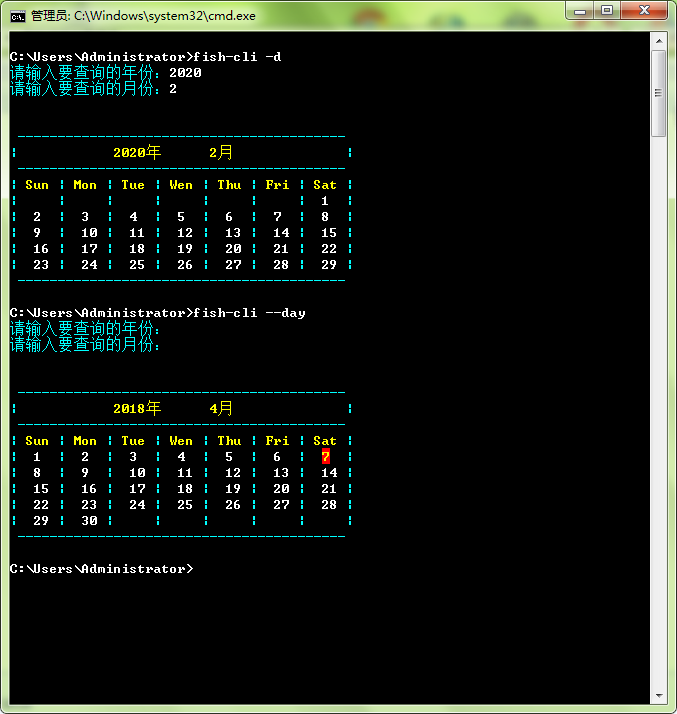 管理员: C:\Windows\system32\cmd.exe
C:\Users\Administrator>fish-cli -d
请输入要查询的年份: 2020
请输入要查询的月份: 2
2020年 2月
¦ Sun ¦ Mon ¦ Tue ¦ Wen ¦ Thu ¦ Fri ¦ Sat ¦
¦ ¦ ¦ ¦ ¦ ¦ ¦ 1 ¦
¦ 2 ¦ 3 ¦ 4 ¦ 5 ¦ 6 ¦ 7 ¦ 8 ¦
¦ 9 ¦ 10 ¦ 11 ¦ 12 ¦ 13 ¦ 14 ¦ 15 ¦
¦ 16 ¦ 17 ¦ 18 ¦ 19 ¦ 20 ¦ 21 ¦ 22 ¦
¦ 23 ¦ 24 ¦ 25 ¦ 26 ¦ 27 ¦ 28 ¦ 29 ¦
C:\Users\Administrator>fish-cli --day
请输入要查询的年份:
请输入要查询的月份:
2018年 4月
¦ Sun ¦ Mon ¦ Tue ¦ Wen ¦ Thu ¦ Fri ¦ Sat ¦
¦ 1 ¦ 2 ¦ 3 ¦ 4 ¦ 5 ¦ 6 ¦ 7 ¦
¦ 8 ¦ 9 ¦ 10 ¦ 11 ¦ 12 ¦ 13 ¦ 14 ¦
¦ 15 ¦ 16 ¦ 17 ¦ 18 ¦ 19 ¦ 20 ¦ 21 ¦
¦ 22 ¦ 23 ¦ 24 ¦ 25 ¦ 26 ¦ 27 ¦ 28 ¦
¦ 29 ¦ 30 ¦ ¦ ¦ ¦ ¦ ¦
C:\Users\Administrator>